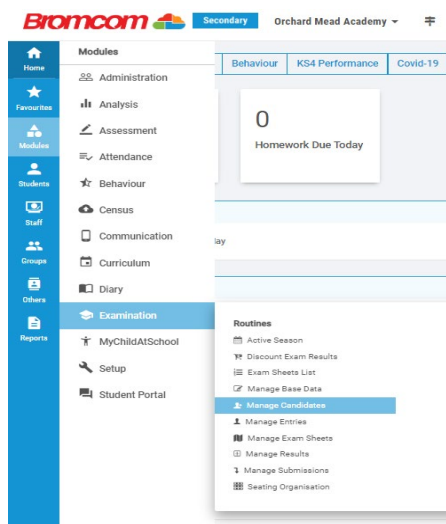 Bromcom Secondary Orchard Mead Academy
Home
Favourites
Modules
Students
Staff
Groups
Others
Reports
Modules
Administration
Analysis
Assessment
Attendance
Behaviour
Census
Communication
Curriculum
Diary
Examination
MyChildAtSchool
Setup
Student Portal
Behaviour KS4 Performance Covid-19
0
Homework Due Today
lay
Routines
Active Season
Discount Exam Results
Exam Sheets List
Manage Base Data
Manage Candidates
Manage Entries
Manage Exam Sheets
Manage Results
Manage Submissions
Seating Organisation